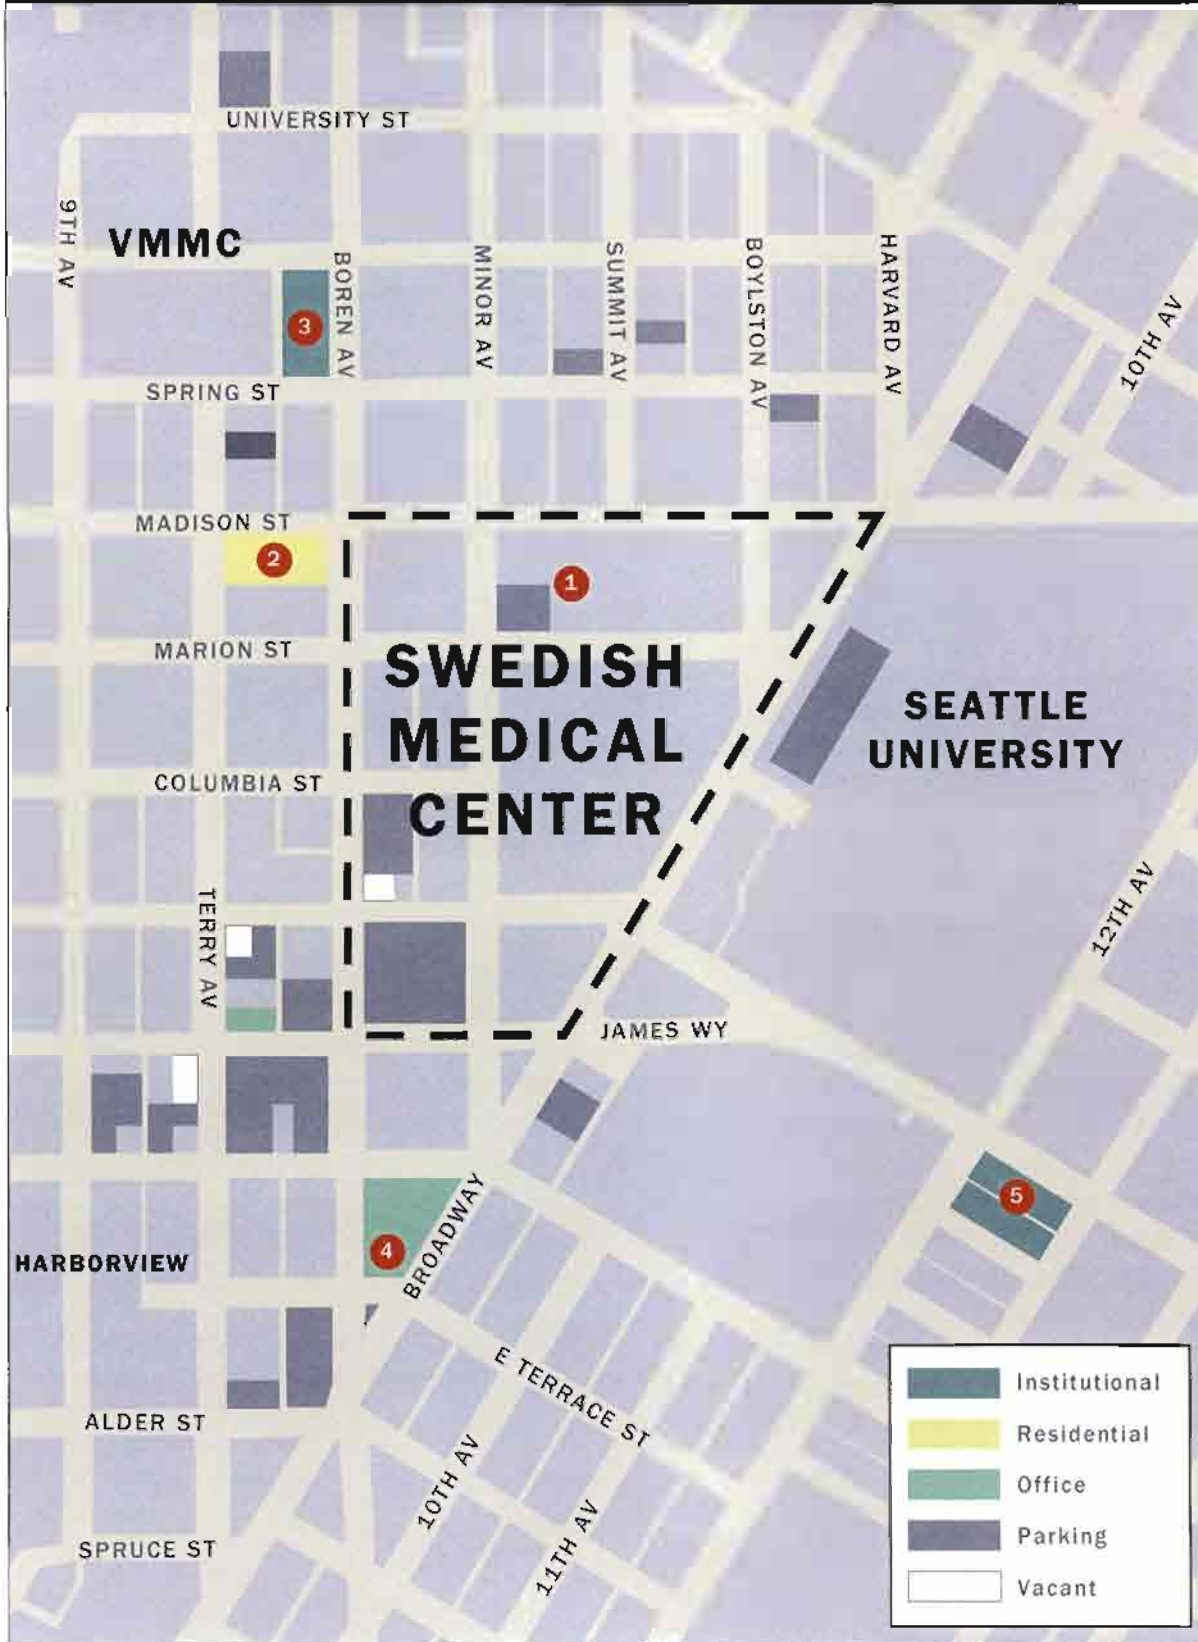 UNIVERSITY ST
9TH AV
VMMC
BOREN AV
MINOR AV
SUMMIT AV
BOYLSTON AV
HARVARD AV
10TH AV
3
SPRING ST
MADISON ST
2
1
MARION ST
SWEDISH
MEDICAL
CENTER
SEATTLE
UNIVERSITY
COLUMBIA ST
TERRY AV
12TH AV
JAMES WY
5
BROADWAY
4
HARBORVIEW
E TERRACE ST
ALDER ST
10TH AV
11TH AV
SPRUCE ST
Institutional
Residential
Office
Parking
Vacant